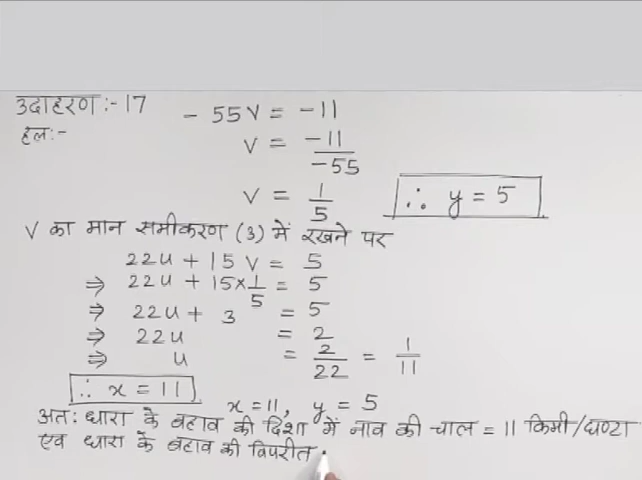 उदाहरण:- 17
हल:-
- 55v = -11
v = -11/-55
v = 1/5
∴ y = 5
v का मान समीकरण (3) में रखने पर
22u + 15 v = 5
⇒ 22u + 15×1/5 = 5
⇒ 22u + 3 = 5
⇒ 22u = 2
⇒ u = 2/22 = 1/11
∴ x = 11
x = 11, y = 5
अत: धारा के बहाव की दिशा में नाव की चाल = 11 किमी/घण्टा
एव धारा के बहाव की विपरीत